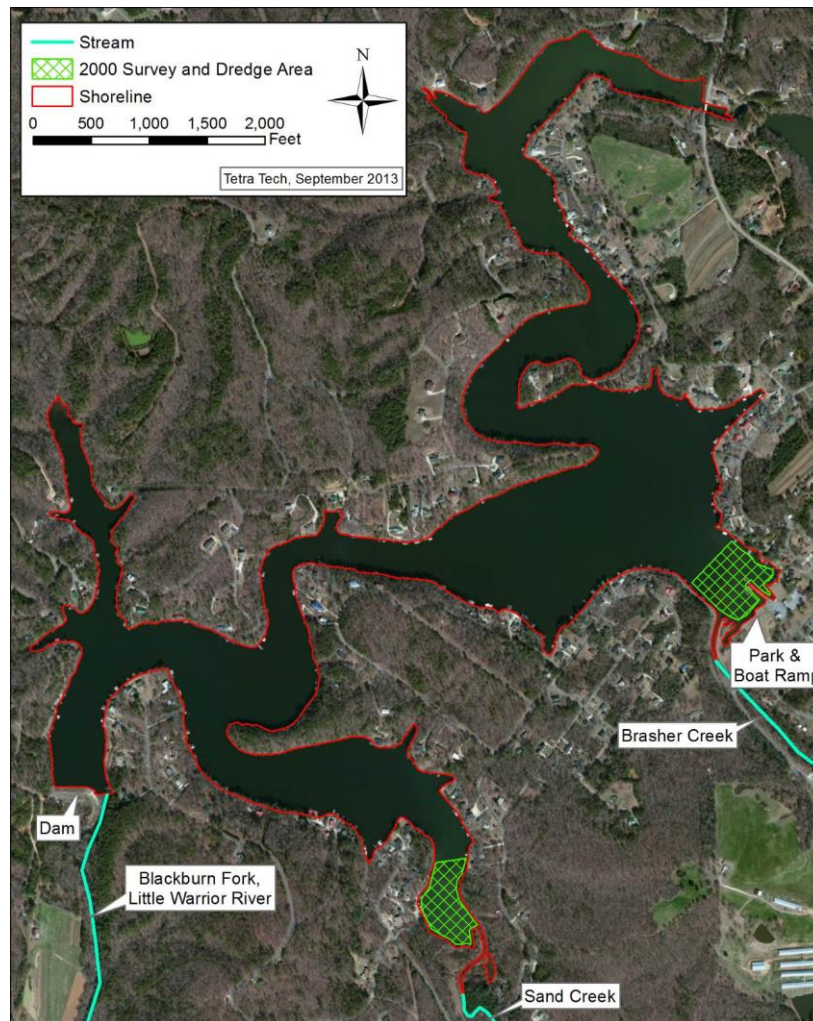 Stream
2000 Survey and Dredge Area
Shoreline
N
0 500 1,000 1,500 2,000
Feet
Tetra Tech, September 2013
Park &
Boat Ramp
Brasher Creek
Dam
Blackburn Fork,
Little Warrior River
Sand Creek